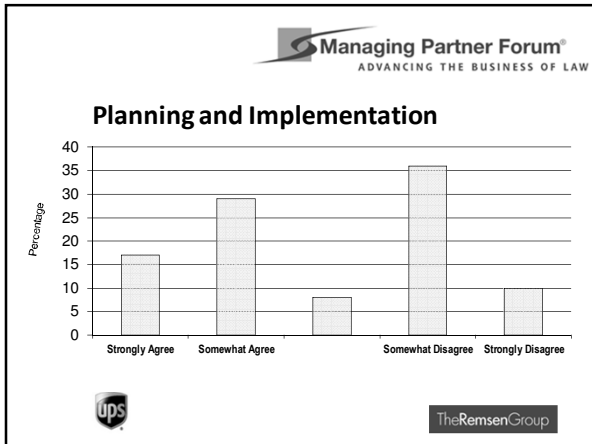 Managing Partner Forum®
ADVANCING THE BUSINESS OF LAW
Planning and Implementation
40
35
30
25
20
15
10
5
0
Percentage
Strongly Agree Somewhat Agree Somewhat Disagree Strongly Disagree
ups
TheRemsenGroup